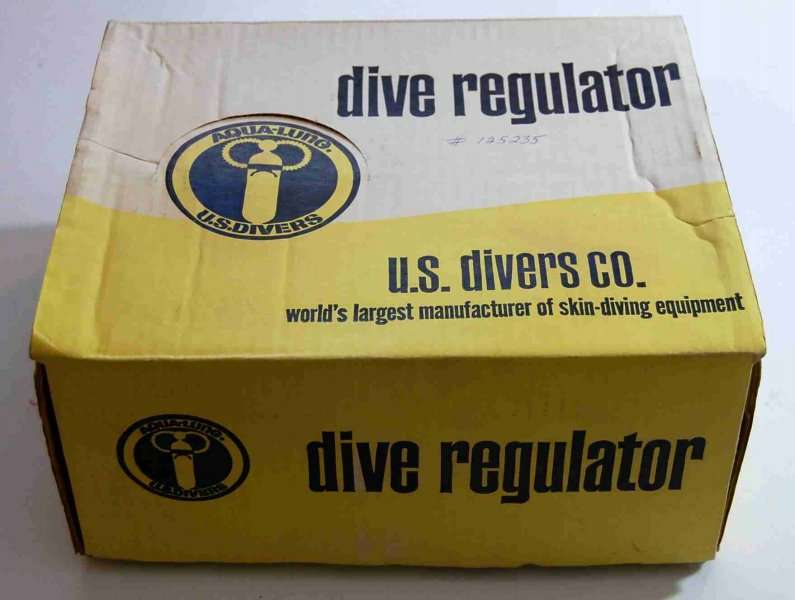 dive regulator
# 125235
AQUA-LUNG.
U.S.DIVERS
u.s. divers co.
world's largest manufacturer of skin-diving equipment
AQUA-LUNG.
U.S.DIVERS
dive regulator